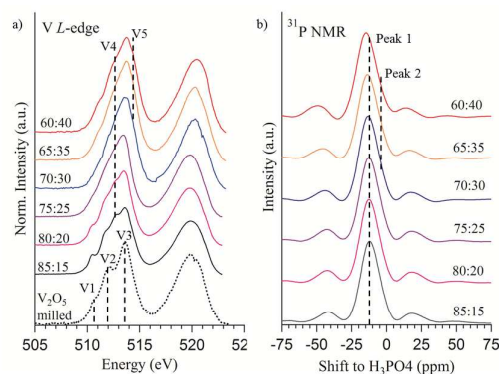 a)
V L-edge
V4
V5
60:40
65:35
70:30
75:25
80:20
85:15
V1
V2
V3
V₂O₅
milled
Norm. Intensity (a.u.)
505 510 515 520 52
Energy (eV)
b)
³¹P NMR
Peak 1
Peak 2
60:40
65:35
70:30
75:25
80:20
85:15
Intensity (a.u.)
-75 -50 -25 0 25 50 75
Shift to H₃PO4 (ppm)